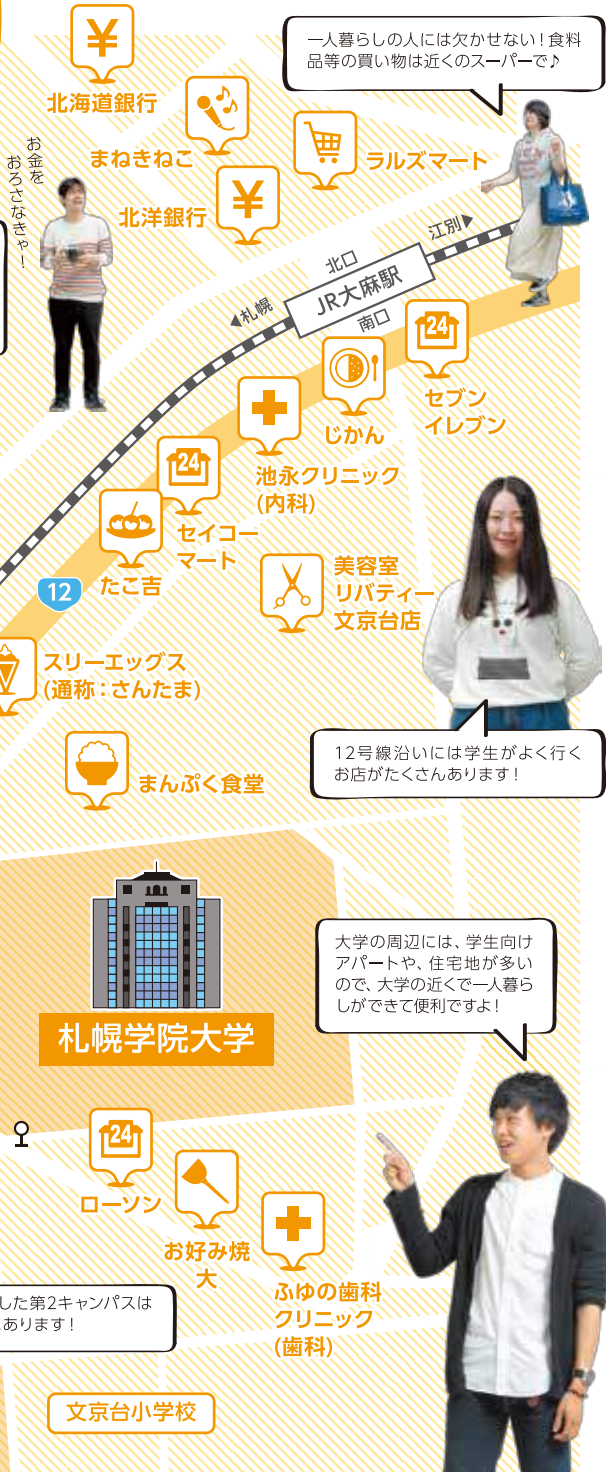 ¥
北海道銀行
一人暮らしの人には欠かせない!食料
品等の買い物は近くのスーパーで♪
まねきねこ
ラルズマート
お金を
おろさなきゃ!
¥
北洋銀行
江別▶
北口
JR大麻駅
南口
◀札幌
24
セブン
イレブン
じかん
池永クリニック
(内科)
24
セイコー
マート
たこ吉
12
美容室
リバティー
文京台店
スリーエッグス
(通称:さんたま)
12号線沿いには学生がよく行く
お店がたくさんあります!
まんぷく食堂
大学の周辺には、学生向け
アパートや、住宅地が多い
ので、大学の近くで一人暮ら
しができて便利ですよ!
札幌学院大学
24
ローソン
お好み焼
大
ふゆの歯科
クリニック
(歯科)
した第2キャンパスは
あります!
文京台小学校